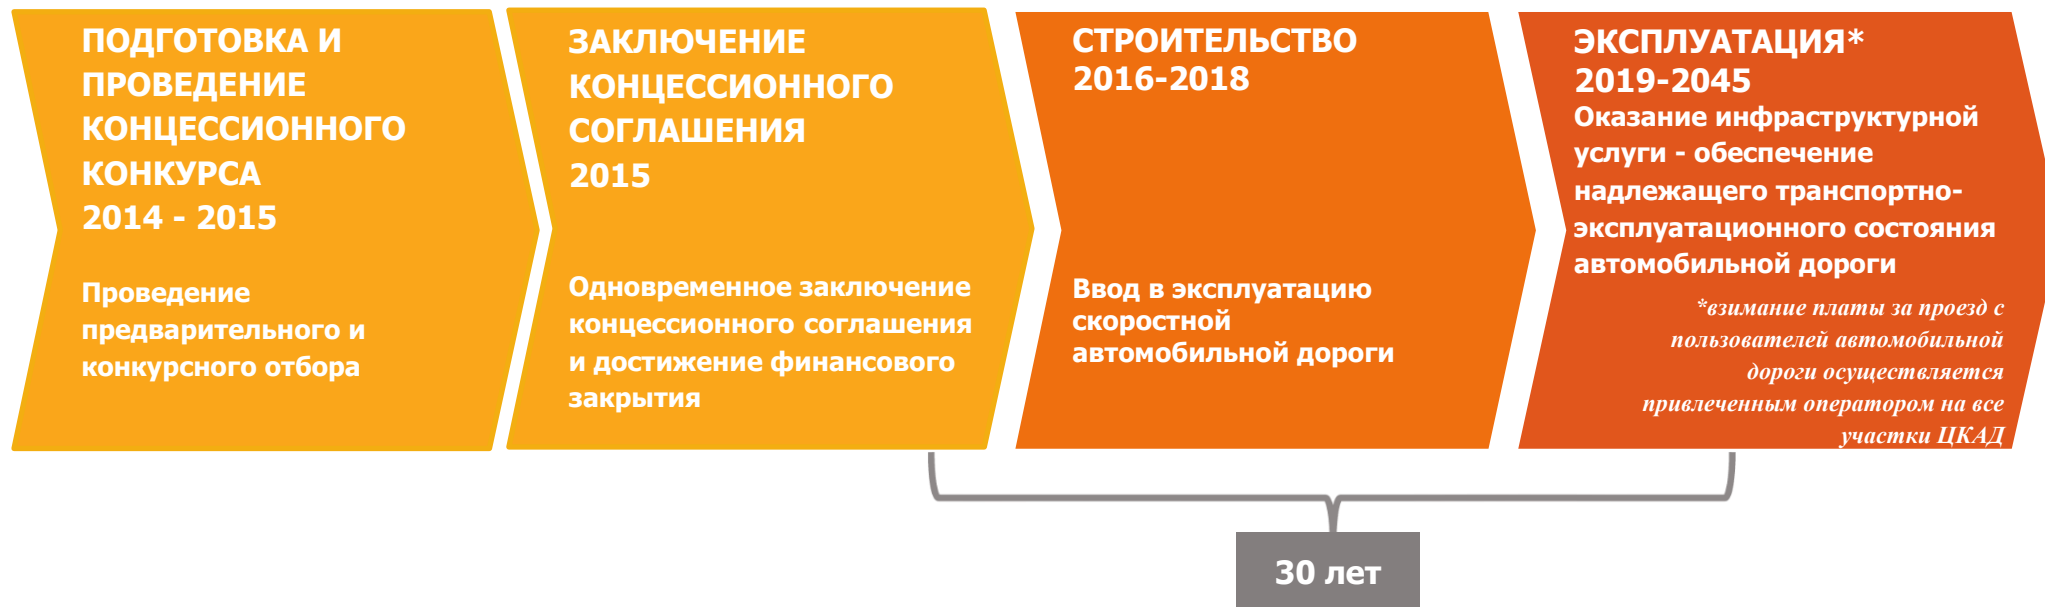 ПОДГОТОВКА И
ПРОВЕДЕНИЕ
КОНЦЕССИОННОГО
КОНКУРСА
2014 - 2015
Проведение
предварительного и
конкурсного отбора
ЗАКЛЮЧЕНИЕ
КОНЦЕССИОННОГО
СОГЛАШЕНИЯ
2015
Одновременное заключение
концессионного соглашения
и достижение финансового
закрытия
СТРОИТЕЛЬСТВО
2016-2018
Ввод в эксплуатацию
скоростной
автомобильной дороги
ЭКСПЛУАТАЦИЯ*
2019-2045
Оказание инфраструктурной
услуги - обеспечение
надлежащего транспортно-
эксплуатационного состояния
автомобильной дороги
*взимание платы за проезд с
пользователей автомобильной
дороги осуществляется
привлеченным оператором на все
участки ЦКАД
30 лет